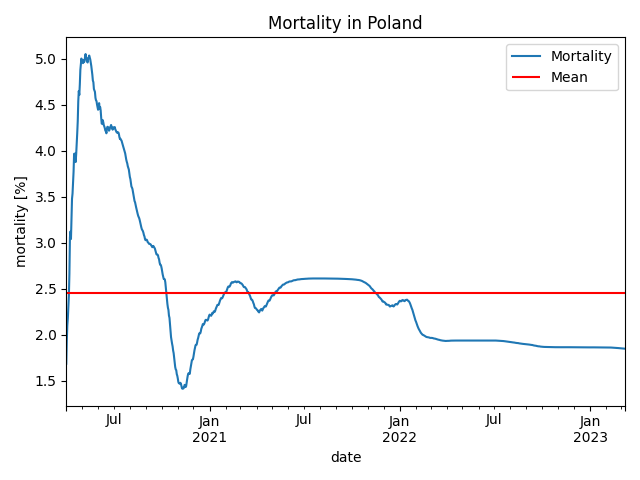 Mortality in Poland
Mortality
Mean
mortality [%]
5.0
4.5
4.0
3.5
3.0
2.5
2.0
1.5
Jul
Jan
2021
Jul
Jan
2022
Jul
Jan
2023
date